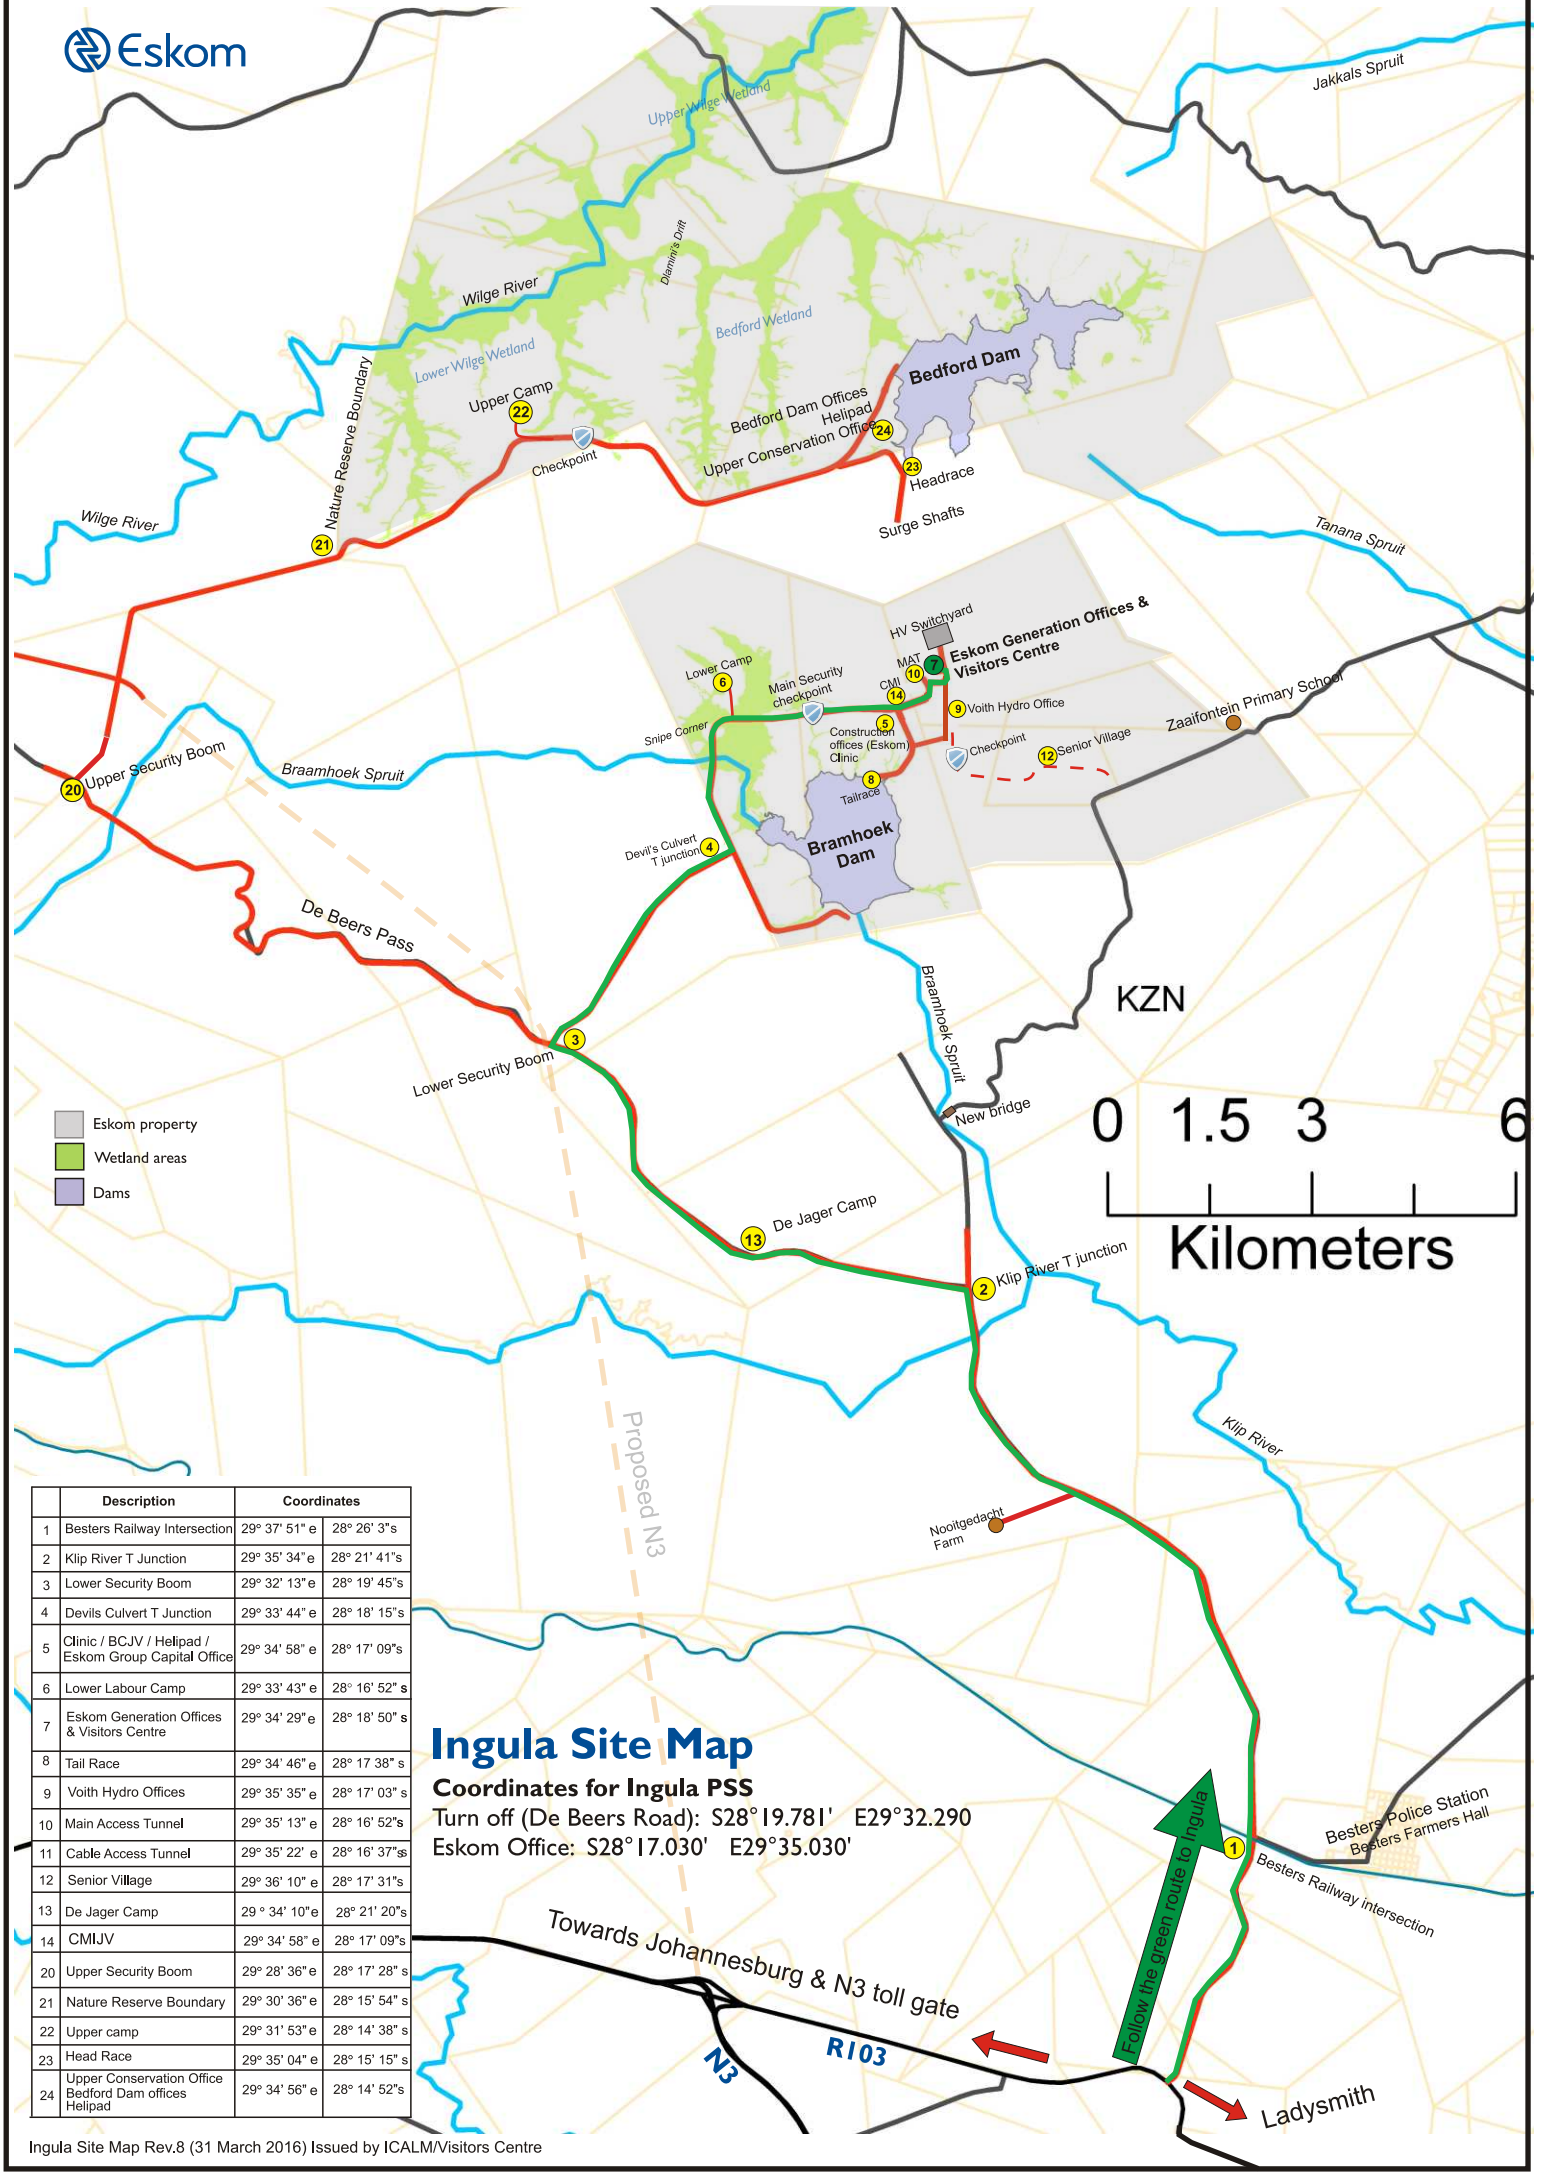 Eskom
Jakkals Spruit
Upper Wilge Wetland
Dlamini's Drift
Wilge River
Bedford Wetland
Lower Wilge Wetland
Bedford Dam
Nature Reserve Boundary
Upper Camp
22
Bedford Dam Offices
Helipad
Upper Conservation Office
24
Checkpoint
23
Headrace
Surge Shafts
Wilge River
21
Tanana Spruit
HV Switchyard
Eskom Generation Offices &
Visitors Centre
MAT
7
10
Lower Camp
6
Main Security
checkpoint
CMI
14
9
Voith Hydro Office
Zaaifontein Primary School
Snipe Corner
5
Construction
offices (Eskom)
Clinic
Checkpoint
12
Senior Village
Upper Security Boom
20
Braamhoek Spruit
8
Tailrace
Bramhoek
Dam
Devil's Culvert
T junction
4
De Beers Pass
Braamhoek Spruit
KZN
3
Lower Security Boom
New bridge
0 1.5 3 6
Kilometers
Eskom property
Wetland areas
Dams
13
De Jager Camp
2
Klip River T junction
Klip River
Proposed N3
Nooitgedacht
Farm
Description Coordinates
1 Besters Railway Intersection 29° 37' 51" e 28° 26' 3"s
2 Klip River T Junction 29° 35' 34" e 28° 21' 41"s
3 Lower Security Boom 29° 32' 13" e 28° 19' 45"s
4 Devils Culvert T Junction 29° 33' 44" e 28° 18' 15"s
5 Clinic / BCJV / Helipad /
Eskom Group Capital Office 29° 34' 58" e 28° 17' 09"s
6 Lower Labour Camp 29° 33' 43" e 28° 16' 52" s
7 Eskom Generation Offices
& Visitors Centre 29° 34' 29" e 28° 18' 50" s
8 Tail Race 29° 34' 46" e 28° 17 38" s
9 Voith Hydro Offices 29° 35' 35" e 28° 17' 03" s
10 Main Access Tunnel 29° 35' 13" e 28° 16' 52"s
11 Cable Access Tunnel 29° 35' 22' e 28° 16' 37"s
12 Senior Village 29° 36' 10" e 28° 17' 31"s
13 De Jager Camp 29 ° 34' 10"e 28° 21' 20"s
14 CMIJV 29° 34' 58" e 28° 17' 09"s
20 Upper Security Boom 29° 28' 36" e 28° 17' 28" s
21 Nature Reserve Boundary 29° 30' 36" e 28° 15' 54" s
22 Upper camp 29° 31' 53" e 28° 14' 38" s
23 Head Race 29° 35' 04" e 28° 15' 15" s
24 Upper Conservation Office
Bedford Dam offices
Helipad 29° 34' 56" e 28° 14' 52"s
Ingula Site Map
Coordinates for Ingula PSS
Turn off (De Beers Road): S28°19.781' E29°32.290
Eskom Office: S28°17.030' E29°35.030'
Follow the green route to Ingula
1
Besters Police Station
Besters Farmers Hall
Besters Railway intersection
Towards Johannesburg & N3 toll gate
R103
N3
Ladysmith
Ingula Site Map Rev.8 (31 March 2016) Issued by ICALM/Visitors Centre